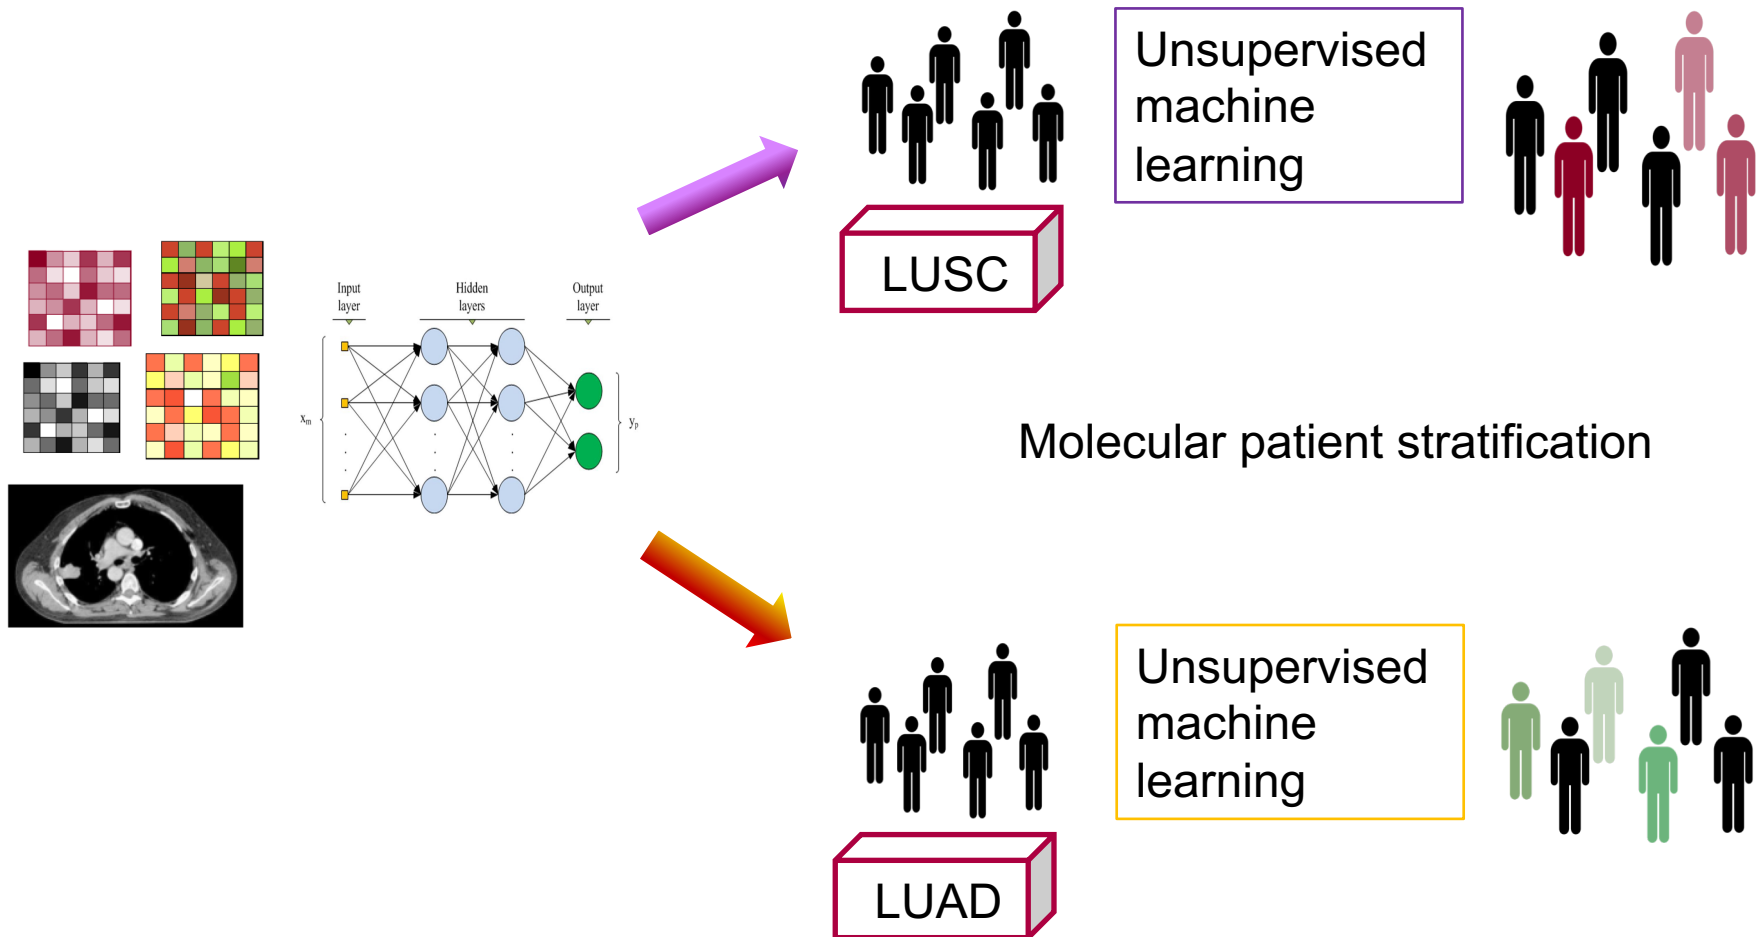 Unsupervised
machine
learning
LUSC
Input
layer
Hidden
layers
Output
layer
xm
yp
Molecular patient stratification
Unsupervised
machine
learning
LUAD